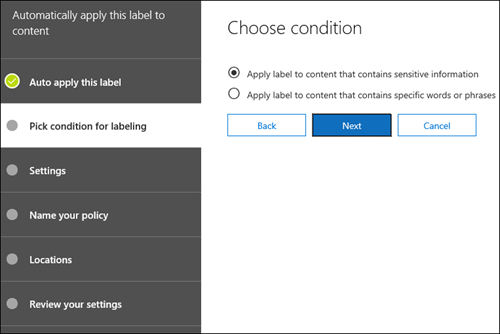 Automatically apply this label to
content
Auto apply this label
Pick condition for labeling
Settings
Name your policy
Locations
Review your settings
Choose condition
Apply label to content that contains sensitive information
Apply label to content that contains specific words or phrases
Back
Next
Cancel